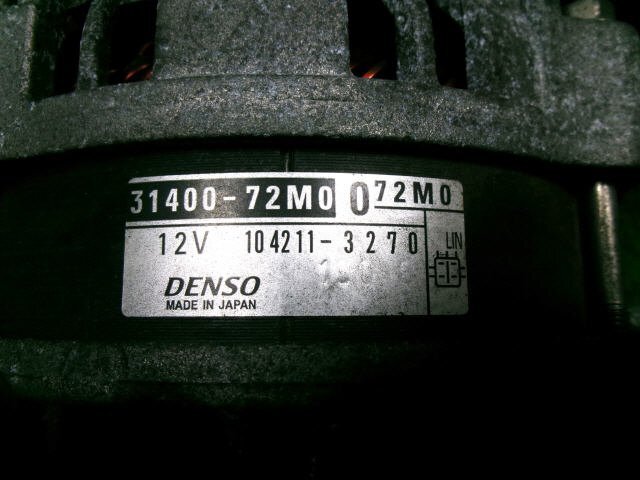 31400-72M0 0 72M0
12V 104211-3270 LIN
DENSO
MADE IN JAPAN